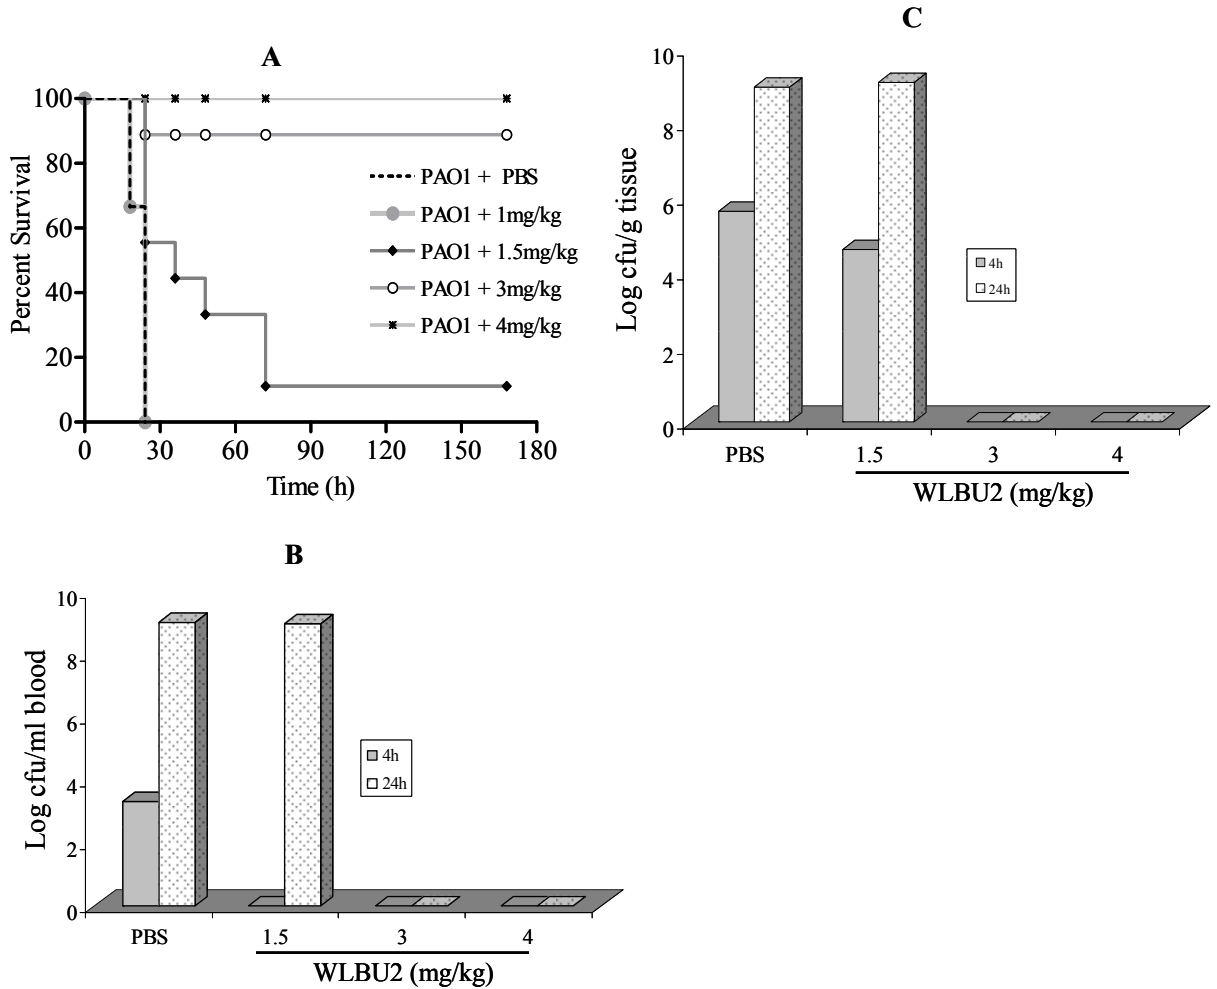 A
Percent Survival
100
80
60
40
20
0
0 30 60 90 120 150 180
Time (h)
PAO1 + PBS
PAO1 + 1mg/kg
PAO1 + 1.5mg/kg
PAO1 + 3mg/kg
PAO1 + 4mg/kg
C
Log cfu/g tissue
10
8
6
4
2
0
4h
24h
PBS 1.5 3 4
WLBU2 (mg/kg)
B
Log cfu/ml blood
10
8
6
4
2
0
4h
24h
PBS 1.5 3 4
WLBU2 (mg/kg)